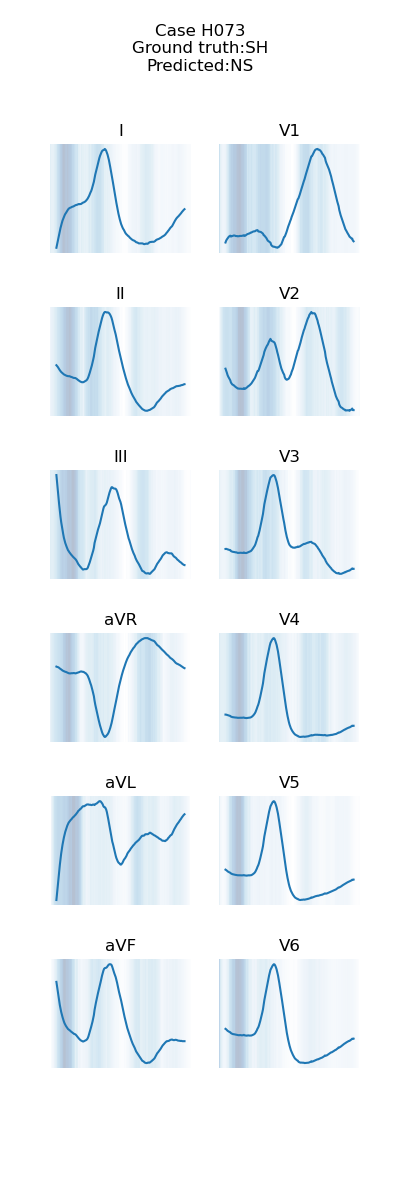 Case H073
Ground truth:SH
Predicted:NS
I
V1
II
V2
III
V3
aVR
V4
aVL
V5
aVF
V6